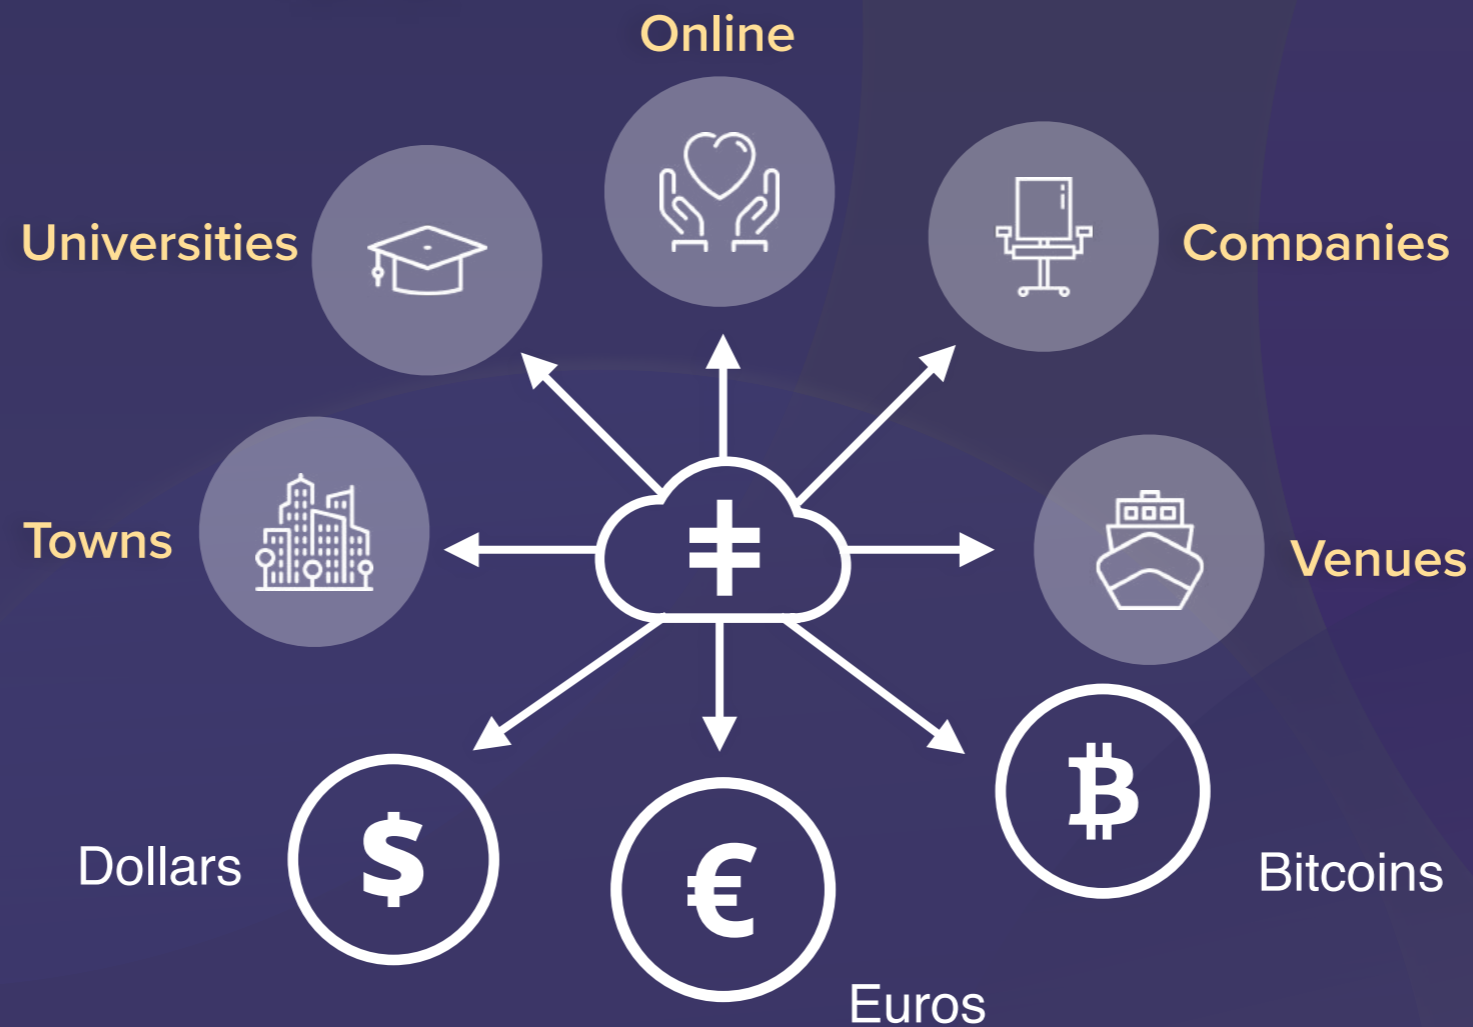 Online
Universities
Companies
Towns
Venues
ǂ
$
€
₿
Dollars
Bitcoins
Euros